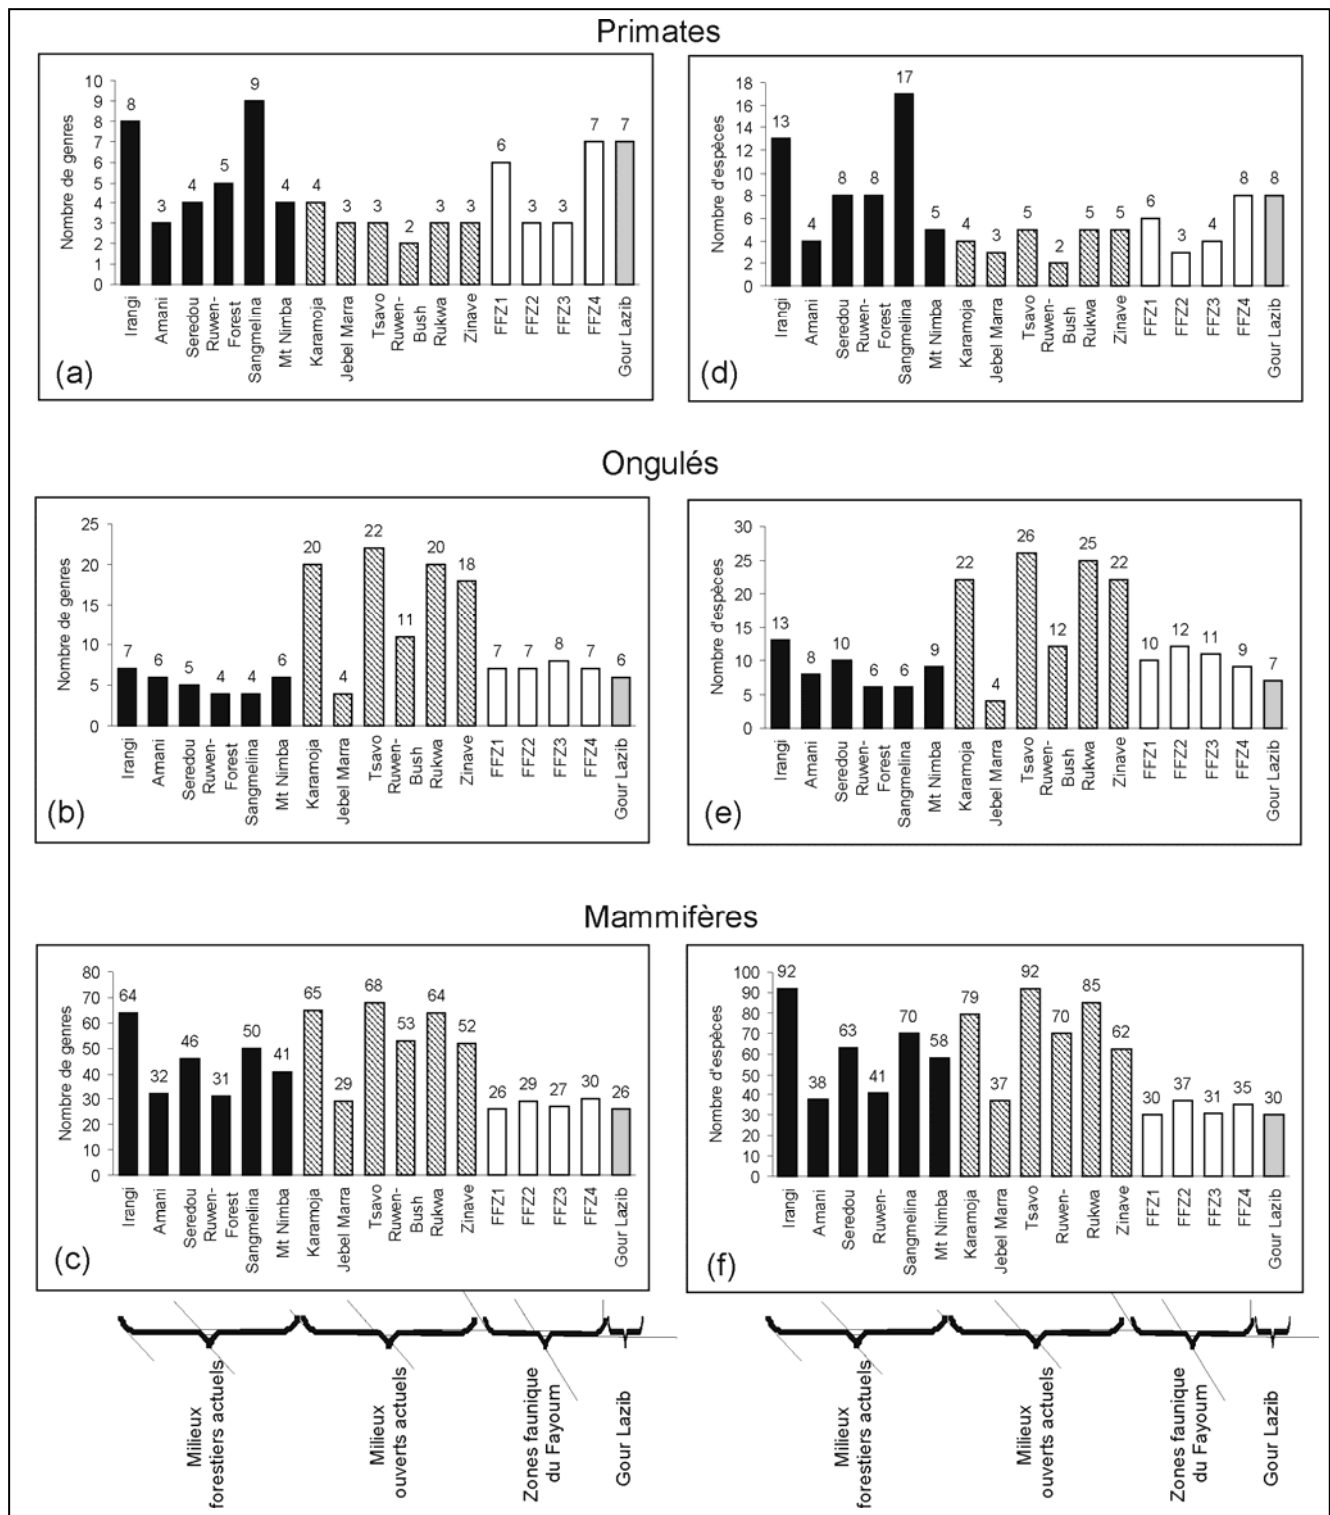 Primates
Nombre de genres
10
9
8
7
6
5
4
3
2
1
0
8
3
4
5
9
4
4
3
3
2
3
3
6
3
3
7
7
Irangi
Amani
Seredou
Ruwen-
Forest
Sangmelina
Mt Nimba
Karamoja
Jebel Marra
Tsavo
Ruwen-
Bush
Rukwa
Zinave
FFZ1
FFZ2
FFZ3
FFZ4
Gour Lazib
(a)
Nombre d'espèces
18
16
14
12
10
8
6
4
2
0
13
4
8
8
17
5
4
3
5
2
5
5
6
3
4
8
8
Irangi
Amani
Seredou
Ruwen-
Forest
Sangmelina
Mt Nimba
Karamoja
Jebel Marra
Tsavo
Ruwen-
Bush
Rukwa
Zinave
FFZ1
FFZ2
FFZ3
FFZ4
Gour Lazib
(d)
Ongulés
Nombre de genres
25
20
15
10
5
0
7
6
5
4
4
6
20
4
22
11
20
18
7
7
8
7
6
Irangi
Amani
Seredou
Ruwen-
Forest
Sangmelina
Mt Nimba
Karamoja
Jebel Marra
Tsavo
Ruwen-
Bush
Rukwa
Zinave
FFZ1
FFZ2
FFZ3
FFZ4
Gour Lazib
(b)
Nombre d'espèces
30
25
20
15
10
5
0
13
8
10
6
6
9
22
4
26
12
25
22
10
12
11
9
7
Irangi
Amani
Seredou
Ruwen-
Forest
Sangmelina
Mt Nimba
Karamoja
Jebel Marra
Tsavo
Ruwen-
Bush
Rukwa
Zinave
FFZ1
FFZ2
FFZ3
FFZ4
Gour Lazib
(e)
Mammifères
Nombre de genres
80
70
60
50
40
30
20
10
0
64
32
46
31
50
41
65
29
68
53
64
52
26
29
27
30
26
Irangi
Amani
Seredou
Ruwen-
Forest
Sangmelina
Mt Nimba
Karamoja
Jebel Marra
Tsavo
Ruwen-
Bush
Rukwa
Zinave
FFZ1
FFZ2
FFZ3
FFZ4
Gour Lazib
(c)
Nombre d'espèces
100
90
80
70
60
50
40
30
20
10
0
92
38
63
41
70
58
79
37
92
70
85
62
30
37
31
35
30
Irangi
Amani
Seredou
Ruwen-
Sangmelina
Mt Nimba
Karamoja
Jebel Marra
Tsavo
Ruwen-
Rukwa
Zinave
FFZ1
FFZ2
FFZ3
FFZ4
Gour Lazib
(f)
Milieux
forestiers actuels
Milieux
ouverts actuels
Zones faunique
du Fayoum
Gour Lazib
Milieux
forestiers actuels
Milieux
ouverts actuels
Zones faunique
du Fayoum
Gour Lazib